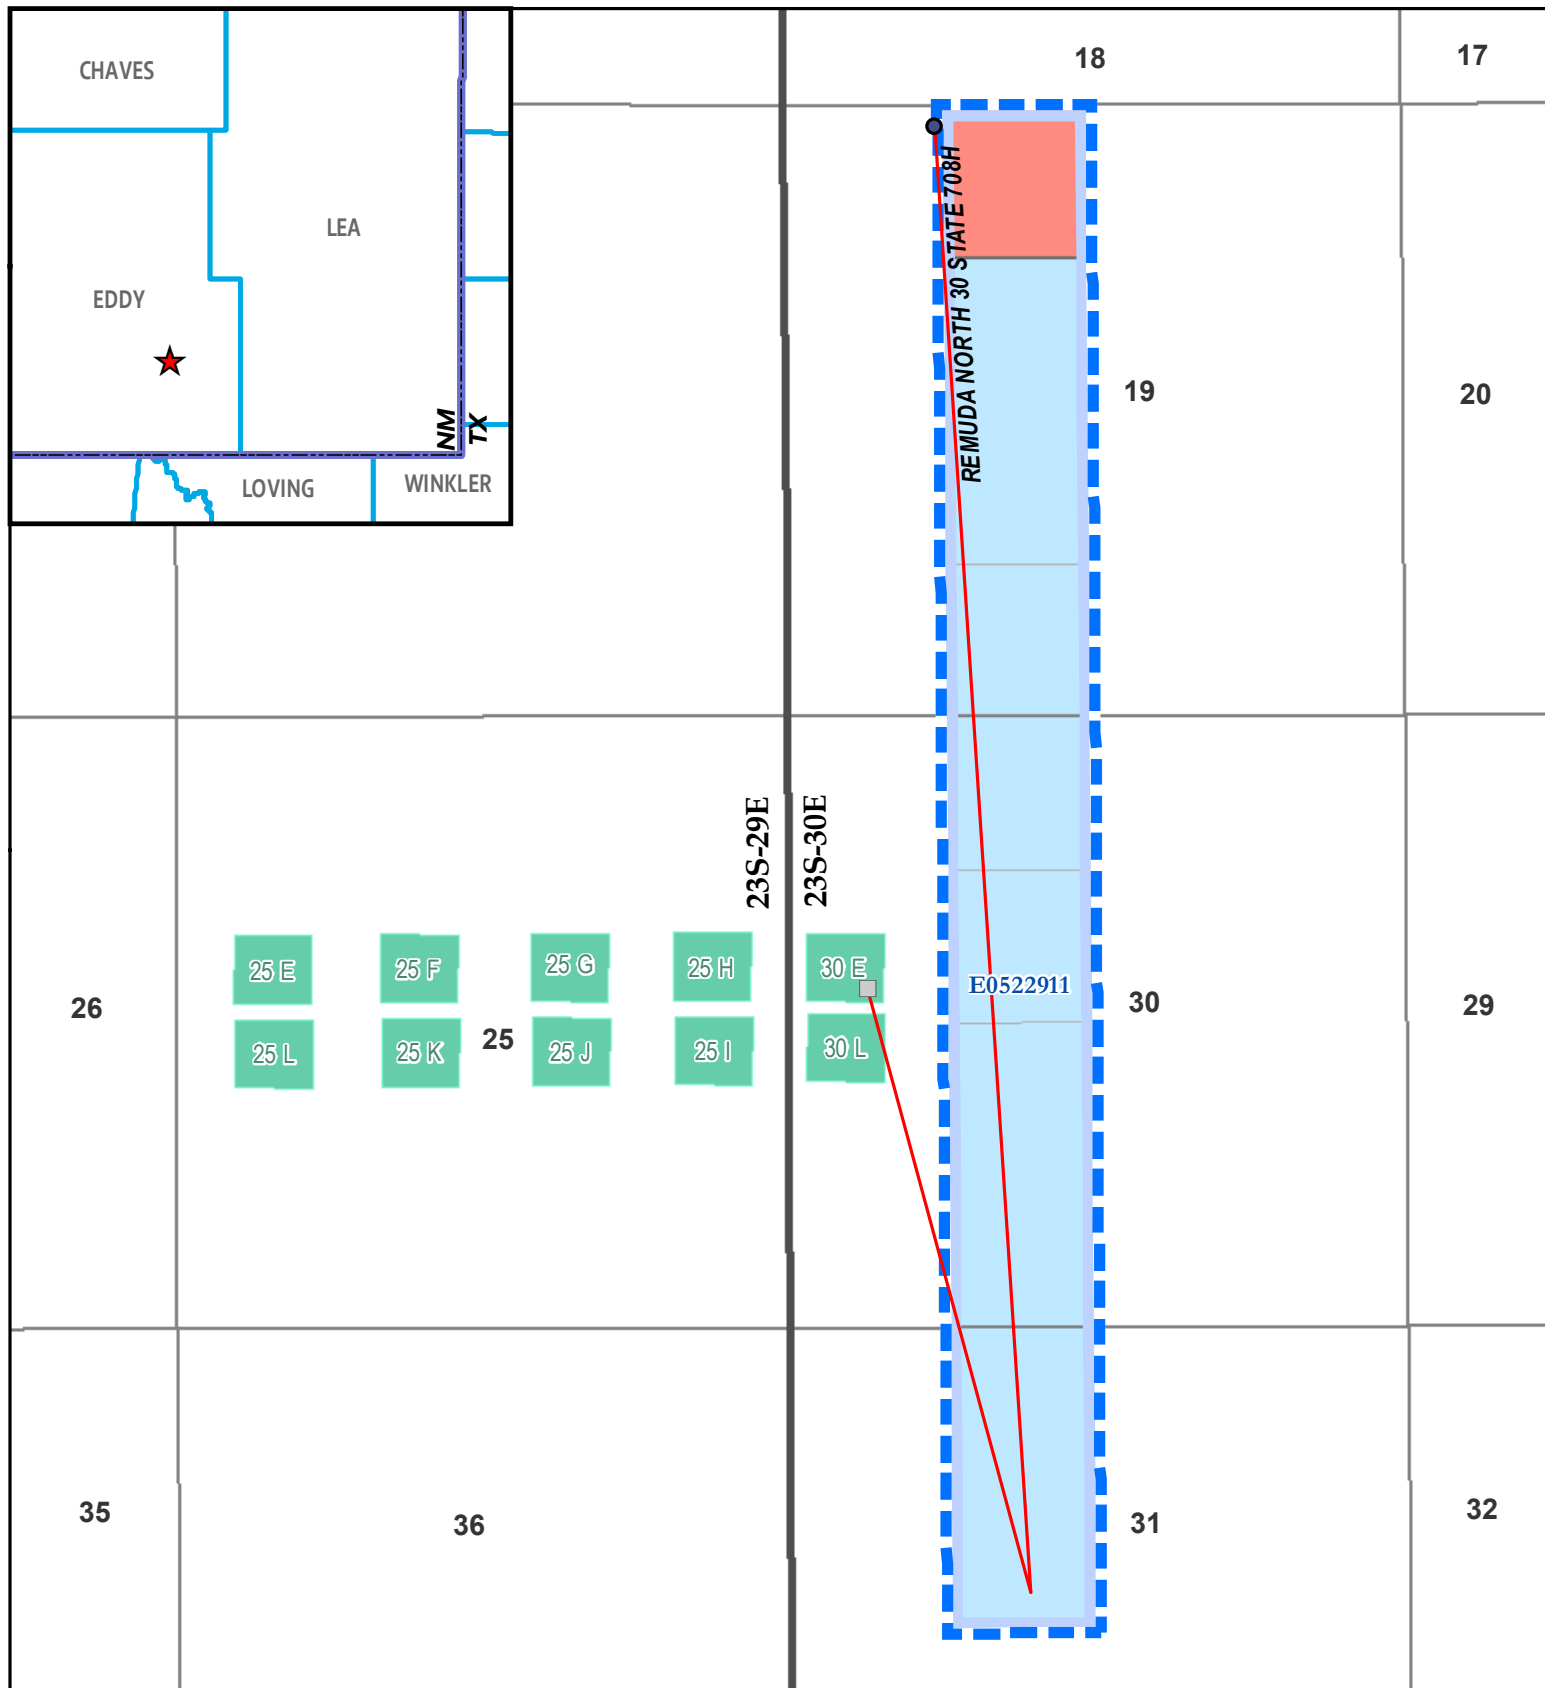 CHAVES
LEA
EDDY
NM
TX
LOVING
WINKLER
18
17
REMUDA NORTH 30 STATE 708H
19
20
23S-29E
23S-30E
25 E
25 F
25 G
25 H
30 E
E0522911
26
30
29
25
25 L
25 K
25 J
25 I
30 L
35
36
31
32